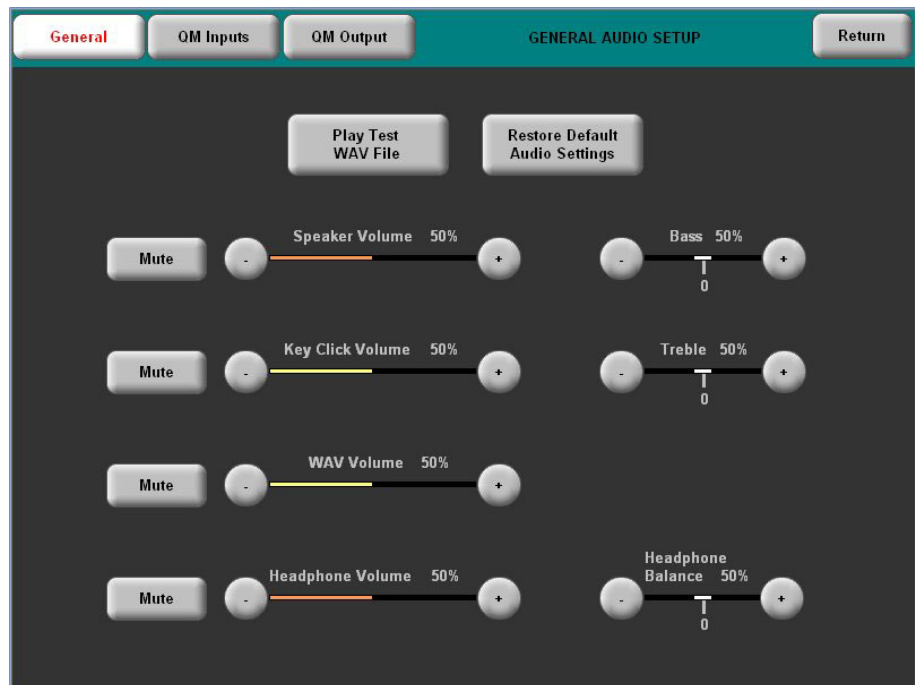 General
QM Inputs
QM Output
GENERAL AUDIO SETUP
Return
Play Test
WAV File
Restore Default
Audio Settings
Mute
-
Speaker Volume 50%
+
-
Bass 50%
+
0
Mute
-
Key Click Volume 50%
+
-
Treble 50%
+
0
Mute
-
WAV Volume 50%
+
Mute
-
Headphone Volume 50%
+
-
Headphone
Balance 50%
+
0